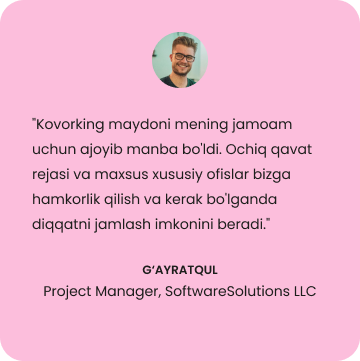 "Kovorking maydoni mening jamoam
uchun ajoyib manba bo'ldi. Ochiq qavat
rejasi va maxsus xususiy ofislar bizga
hamkorlik qilish va kerak bo'lganda
diqqatni jamlash imkonini beradi."
G‘AYRATQUL
Project Manager, SoftwareSolutions LLC